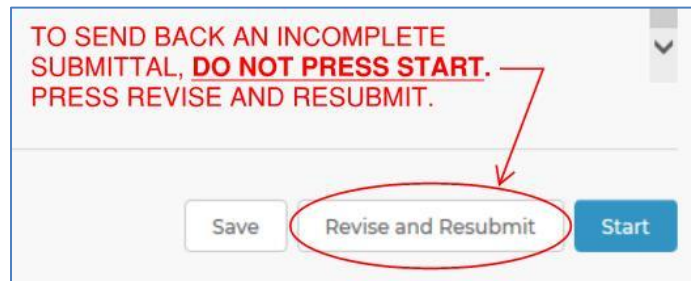 TO SEND BACK AN INCOMPLETE
SUBMITTAL, DO NOT PRESS START.
PRESS REVISE AND RESUBMIT.
Save Revise and Resubmit Start